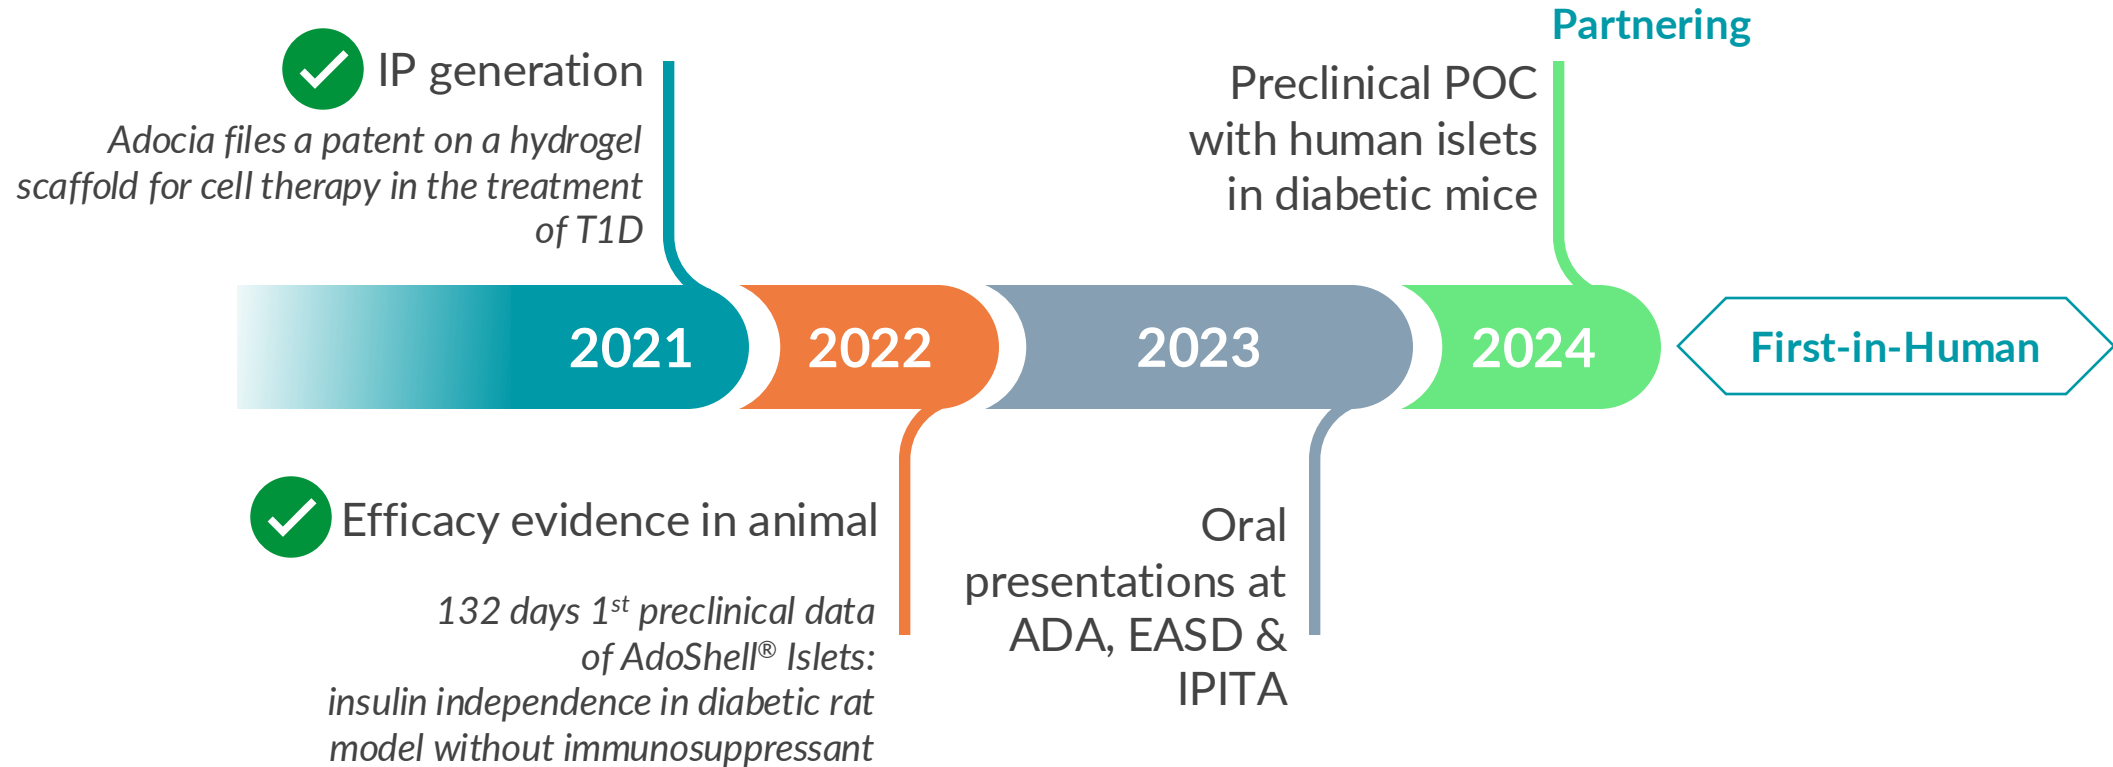 IP generation
Adocia files a patent on a hydrogel
scaffold for cell therapy in the treatment
of T1D
Partnering
Preclinical POC
with human islets
in diabetic mice
2021
2022
2023
2024
First-in-Human
Efficacy evidence in animal
132 days 1st preclinical data
of AdoShell® Islets:
insulin independence in diabetic rat
model without immunosuppressant
Oral
presentations at
ADA, EASD &
IPITA